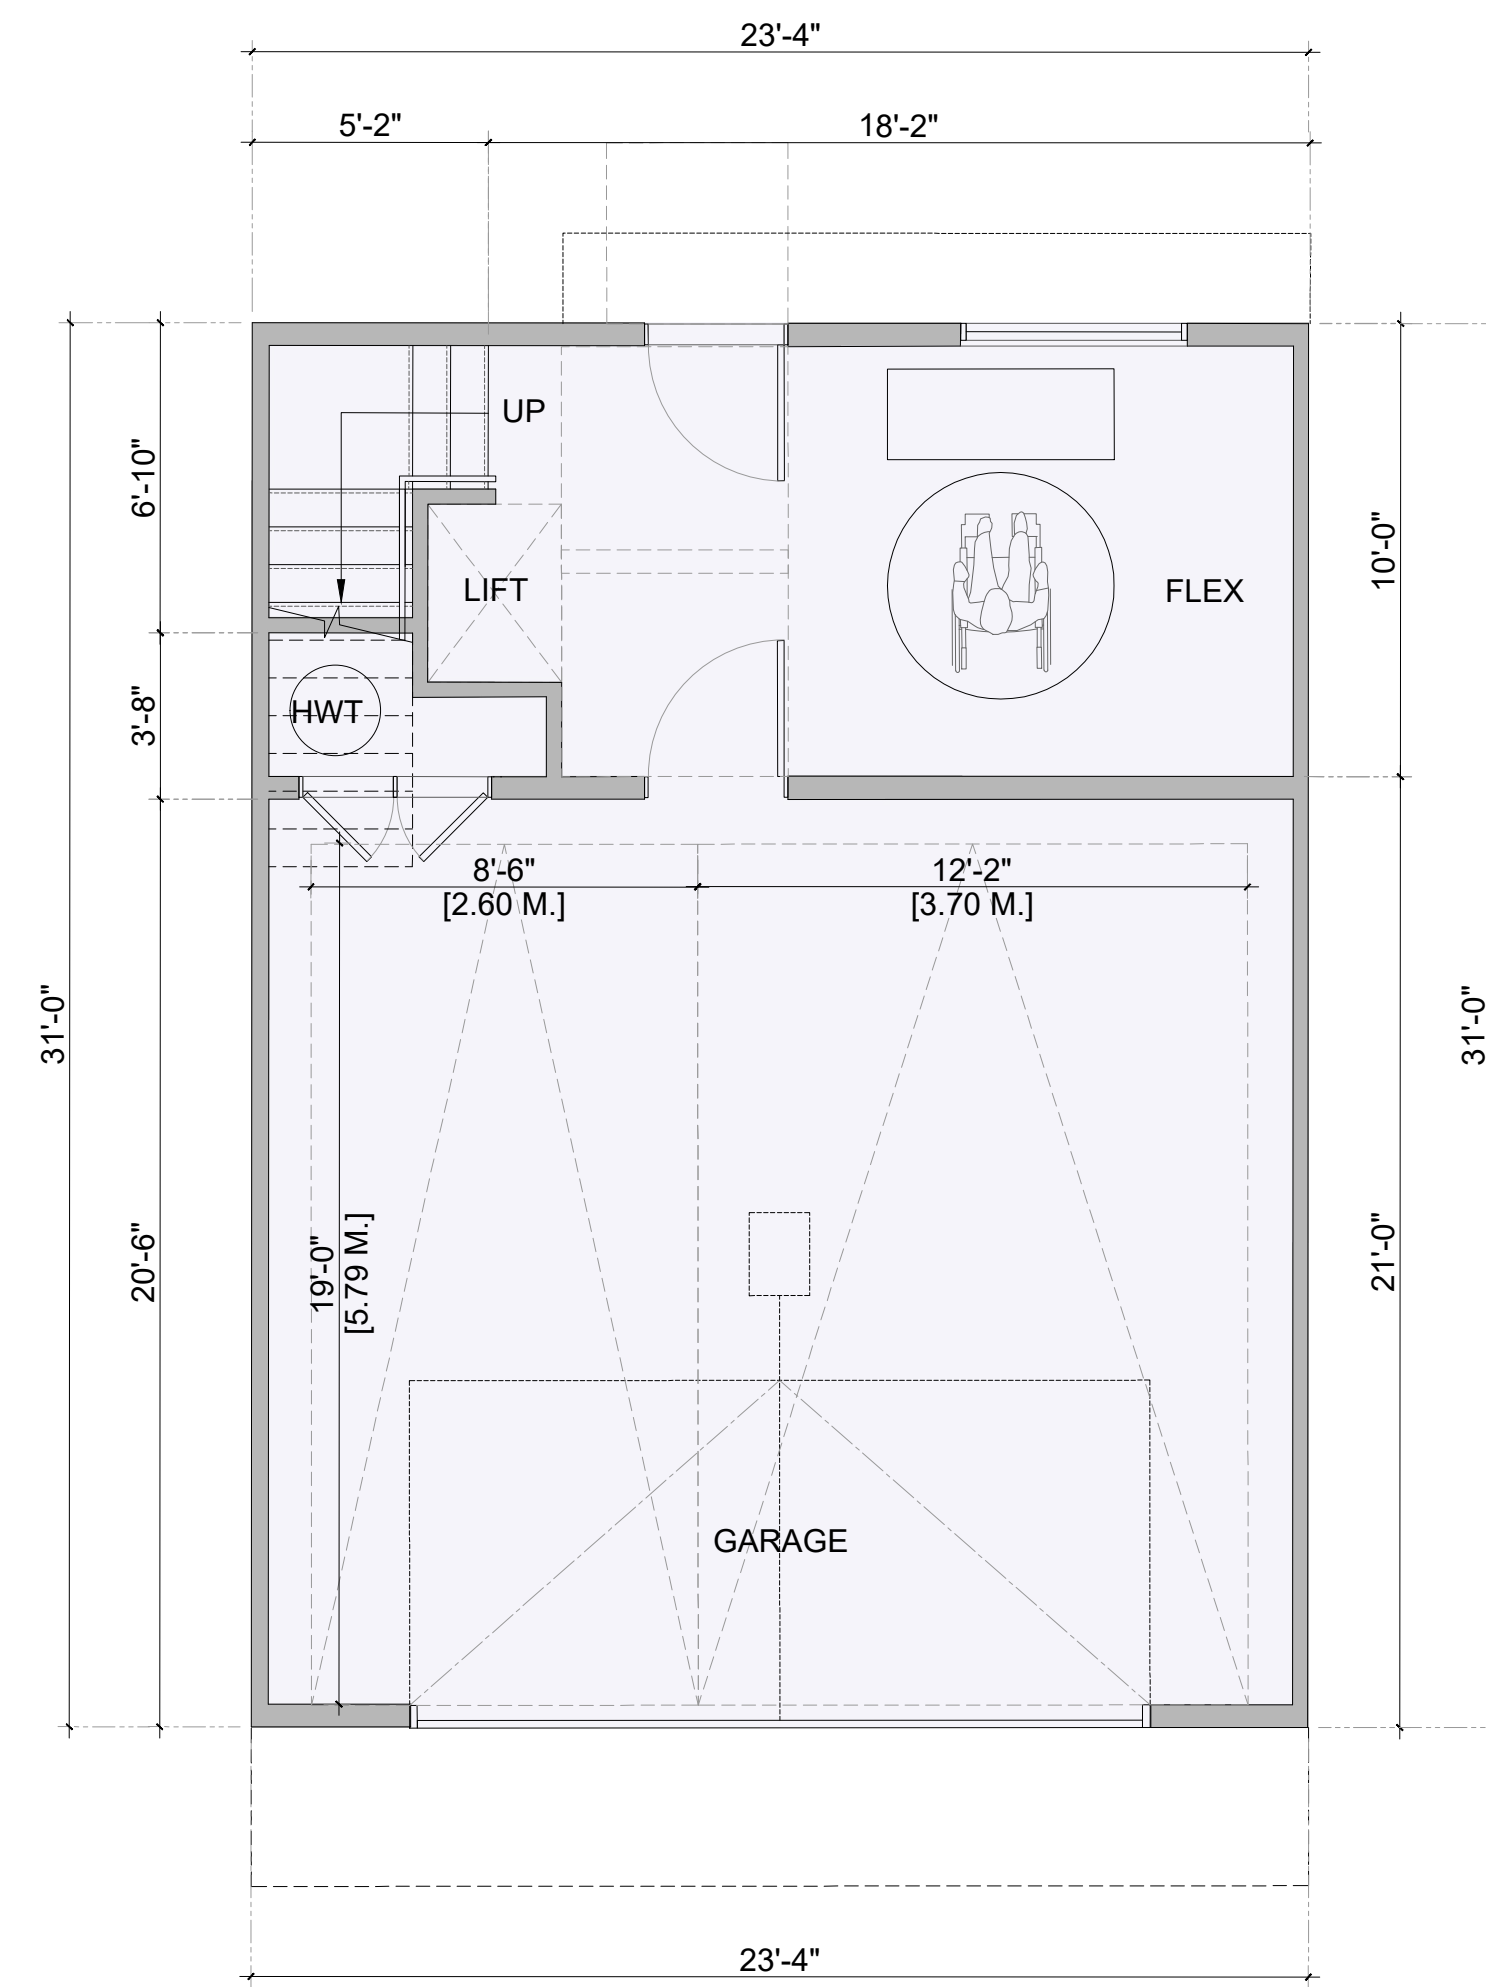 23'-4"
5'-2"
18'-2"
UP
6'-10"
10'-0"
LIFT
FLEX
HWT
3'-8"
8'-6"
[2.60 M.]
12'-2"
[3.70 M.]
31'-0"
31'-0"
20'-6"
19'-0"
[5.79 M.]
21'-0"
GARAGE
23'-4"